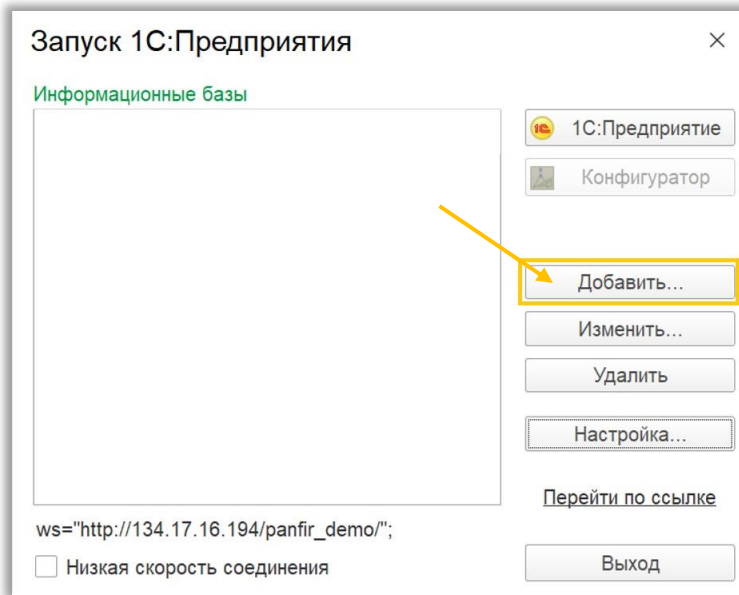 Запуск 1С:Предприятия
Информационные базы
1С:Предприятие
Конфигуратор
Добавить...
Изменить...
Удалить
Настройка...
Перейти по ссылке
ws="http://134.17.16.194/panfir_demo/";
Низкая скорость соединения
Выход